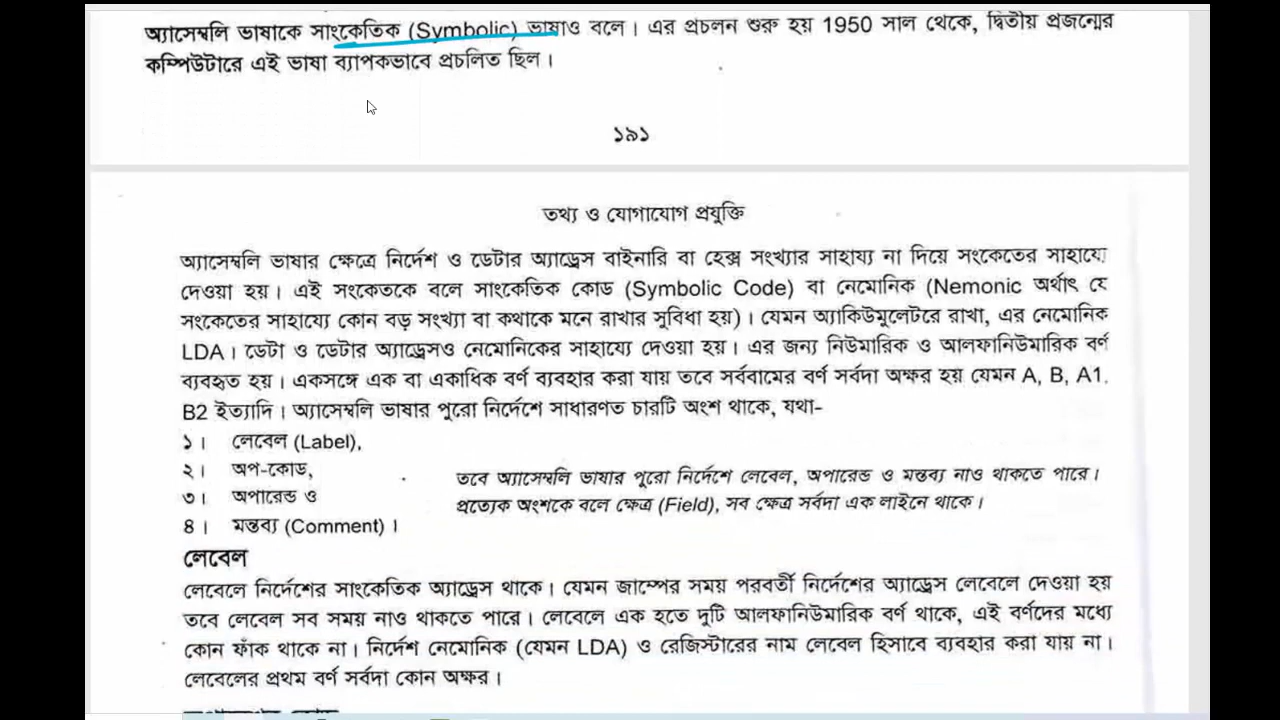 অ্যাসেম্বলি ভাষাকে সাংকেতিক (Symbolic) ভাষাও বলে। এর প্রচলন শুরু হয় 1950 সাল থেকে, দ্বিতীয় প্রজন্মের
কম্পিউটারে এই ভাষা ব্যাপকভাবে প্রচলিত ছিল।
১৯১
তথ্য ও যোগাযোগ প্রযুক্তি
অ্যাসেম্বলি ভাষার ক্ষেত্রে নির্দেশ ও ডেটার অ্যাড্রেস বাইনারি বা হেক্স সংখ্যার সাহায্য না দিয়ে সংকেতের সাহায্যে
দেওয়া হয়। এই সংকেতকে বলে সাংকেতিক কোড (Symbolic Code) বা নেমোনিক (Nemonic অর্থাৎ যে
সংকেতের সাহায্যে কোন বড় সংখ্যা বা কথাকে মনে রাখার সুবিধা হয়)। যেমন অ্যাকিউমুলেটরে রাখা, এর নেমোনিক
LDA। ডেটা ও ডেটার অ্যাড্রেসও নেমোনিকের সাহায্যে দেওয়া হয়। এর জন্য নিউমারিক ও আলফানিউমারিক বর্ণ
ব্যবহৃত হয়। একসঙ্গে এক বা একাধিক বর্ণ ব্যবহার করা যায় তবে সর্ববামের বর্ণ সর্বদা অক্ষর হয় যেমন A, B, A1,
B2 ইত্যাদি। অ্যাসেম্বলি ভাষার পুরো নির্দেশে সাধারণত চারটি অংশ থাকে, যথা-
১। লেবেল (Label),
২। অপ-কোড,
৩। অপারেন্ড ও
৪। মন্তব্য (Comment)।
তবে অ্যাসেম্বলি ভাষার পুরো নির্দেশে লেবেল, অপারেন্ড ও মন্তব্য নাও থাকতে পারে।
প্রত্যেক অংশকে বলে ক্ষেত্র (Field), সব ক্ষেত্র সর্বদা এক লাইনে থাকে।
লেবেল
লেবেলে নির্দেশের সাংকেতিক অ্যাড্রেস থাকে। যেমন জাম্পের সময় পরবর্তী নির্দেশের অ্যাড্রেস লেবেলে দেওয়া হয়
তবে লেবেল সব সময় নাও থাকতে পারে। লেবেলে এক হতে দুটি আলফানিউমারিক বর্ণ থাকে, এই বর্ণদের মধ্যে
কোন ফাঁক থাকে না। নির্দেশ নেমোনিক (যেমন LDA) ও রেজিস্টারের নাম লেবেল হিসাবে ব্যবহার করা যায় না।
লেবেলের প্রথম বর্ণ সর্বদা কোন অক্ষর।